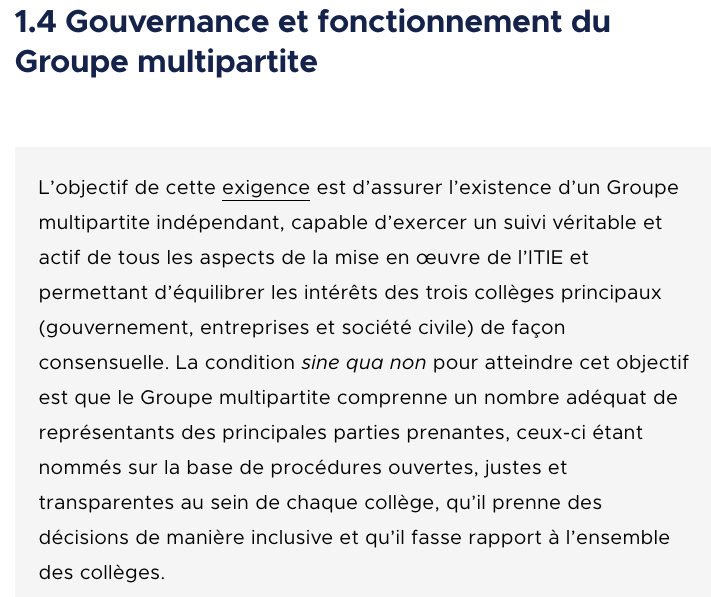 1.4 Gouvernance et fonctionnement du
Groupe multipartite
L’objectif de cette exigence est d’assurer l’existence d’un Groupe
multipartite indépendant, capable d’exercer un suivi véritable et
actif de tous les aspects de la mise en œuvre de l’ITIE et
permettant d’équilibrer les intérêts des trois collèges principaux
(gouvernement, entreprises et société civile) de façon
consensuelle. La condition sine qua non pour atteindre cet objectif
est que le Groupe multipartite comprenne un nombre adéquat de
représentants des principales parties prenantes, ceux-ci étant
nommés sur la base de procédures ouvertes, justes et
transparentes au sein de chaque collège, qu’il prenne des
décisions de manière inclusive et qu’il fasse rapport à l’ensemble
des collèges.